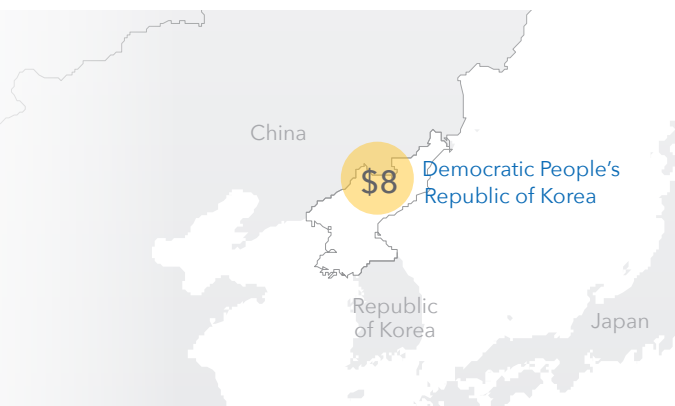 China
$8
Democratic People’s
Republic of Korea
Republic
of Korea
Japan